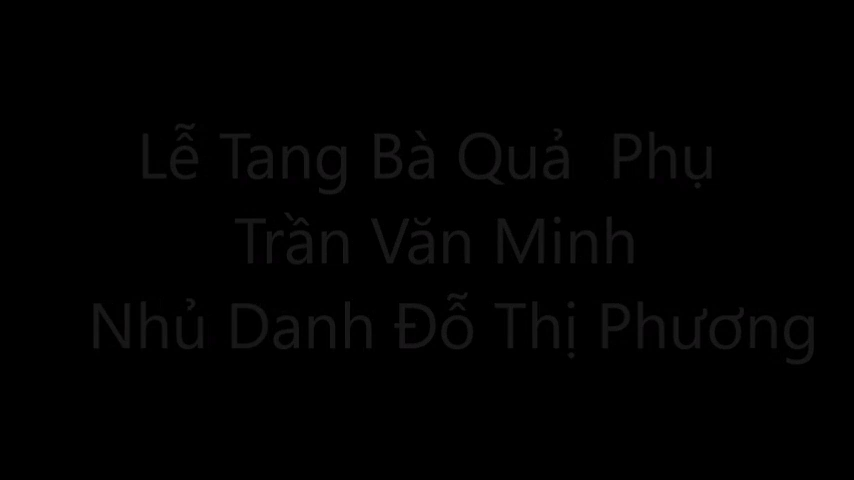 Lễ Tang Bà Quả Phụ
Trần Văn Minh
Nhủ Danh Đỗ Thị Phương